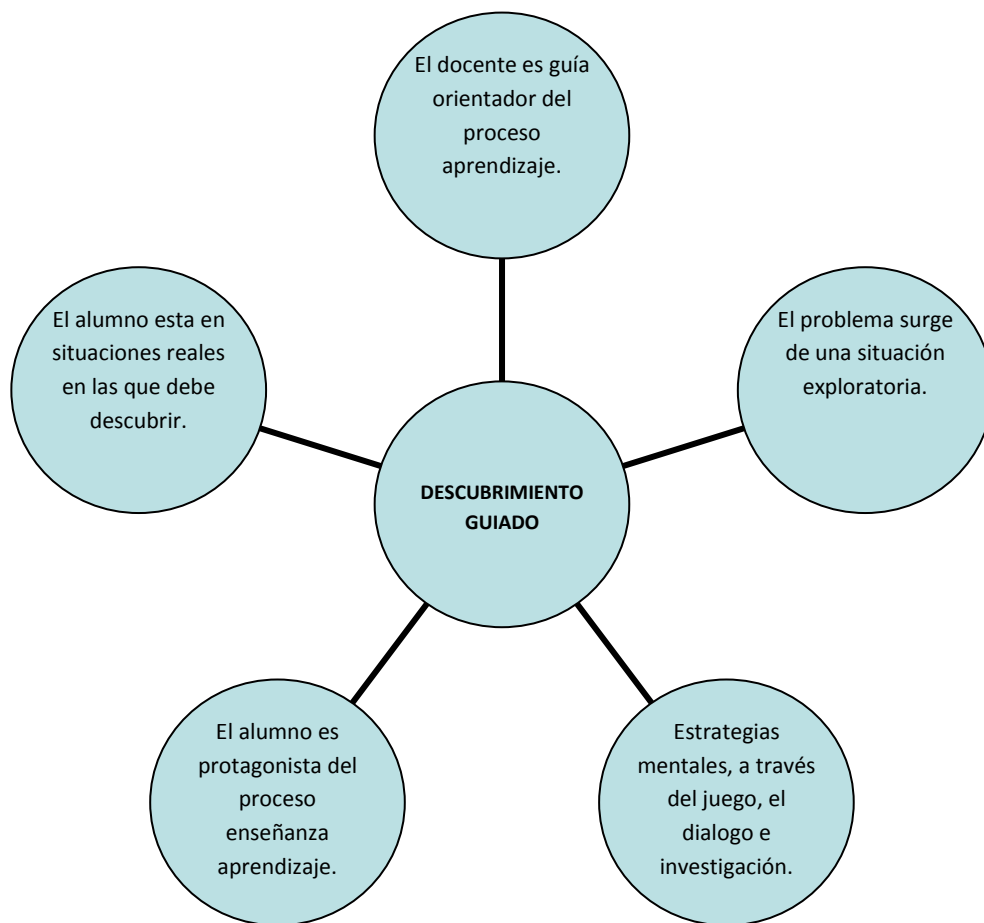 El docente es guía
orientador del
proceso
aprendizaje.
El alumno esta en
situaciones reales
en las que debe
descubrir.
El problema surge
de una situación
exploratoria.
DESCUBRIMIENTO
GUIADO
El alumno es
protagonista del
proceso
enseñanza
aprendizaje.
Estrategias
mentales, a través
del juego, el
dialogo e
investigación.